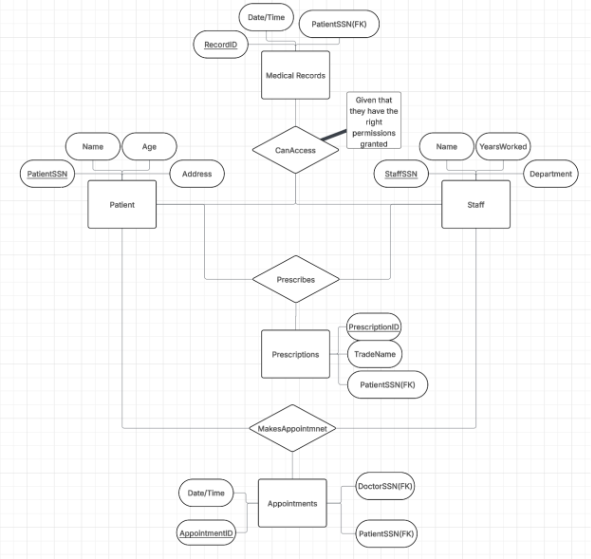 Date/Time
PatientSSN(FK)
RecordID
Medical Records
Given that
they have the
right
permissions
granted
CanAccess
Name
Age
PatientSSN
Address
Patient
Name
YearsWorked
StaffSSN
Department
Staff
Prescribes
Prescriptions
PrescriptionID
TradeName
PatientSSN(FK)
MakesAppointmnet
Date/Time
AppointmentID
Appointments
DoctorSSN(FK)
PatientSSN(FK)